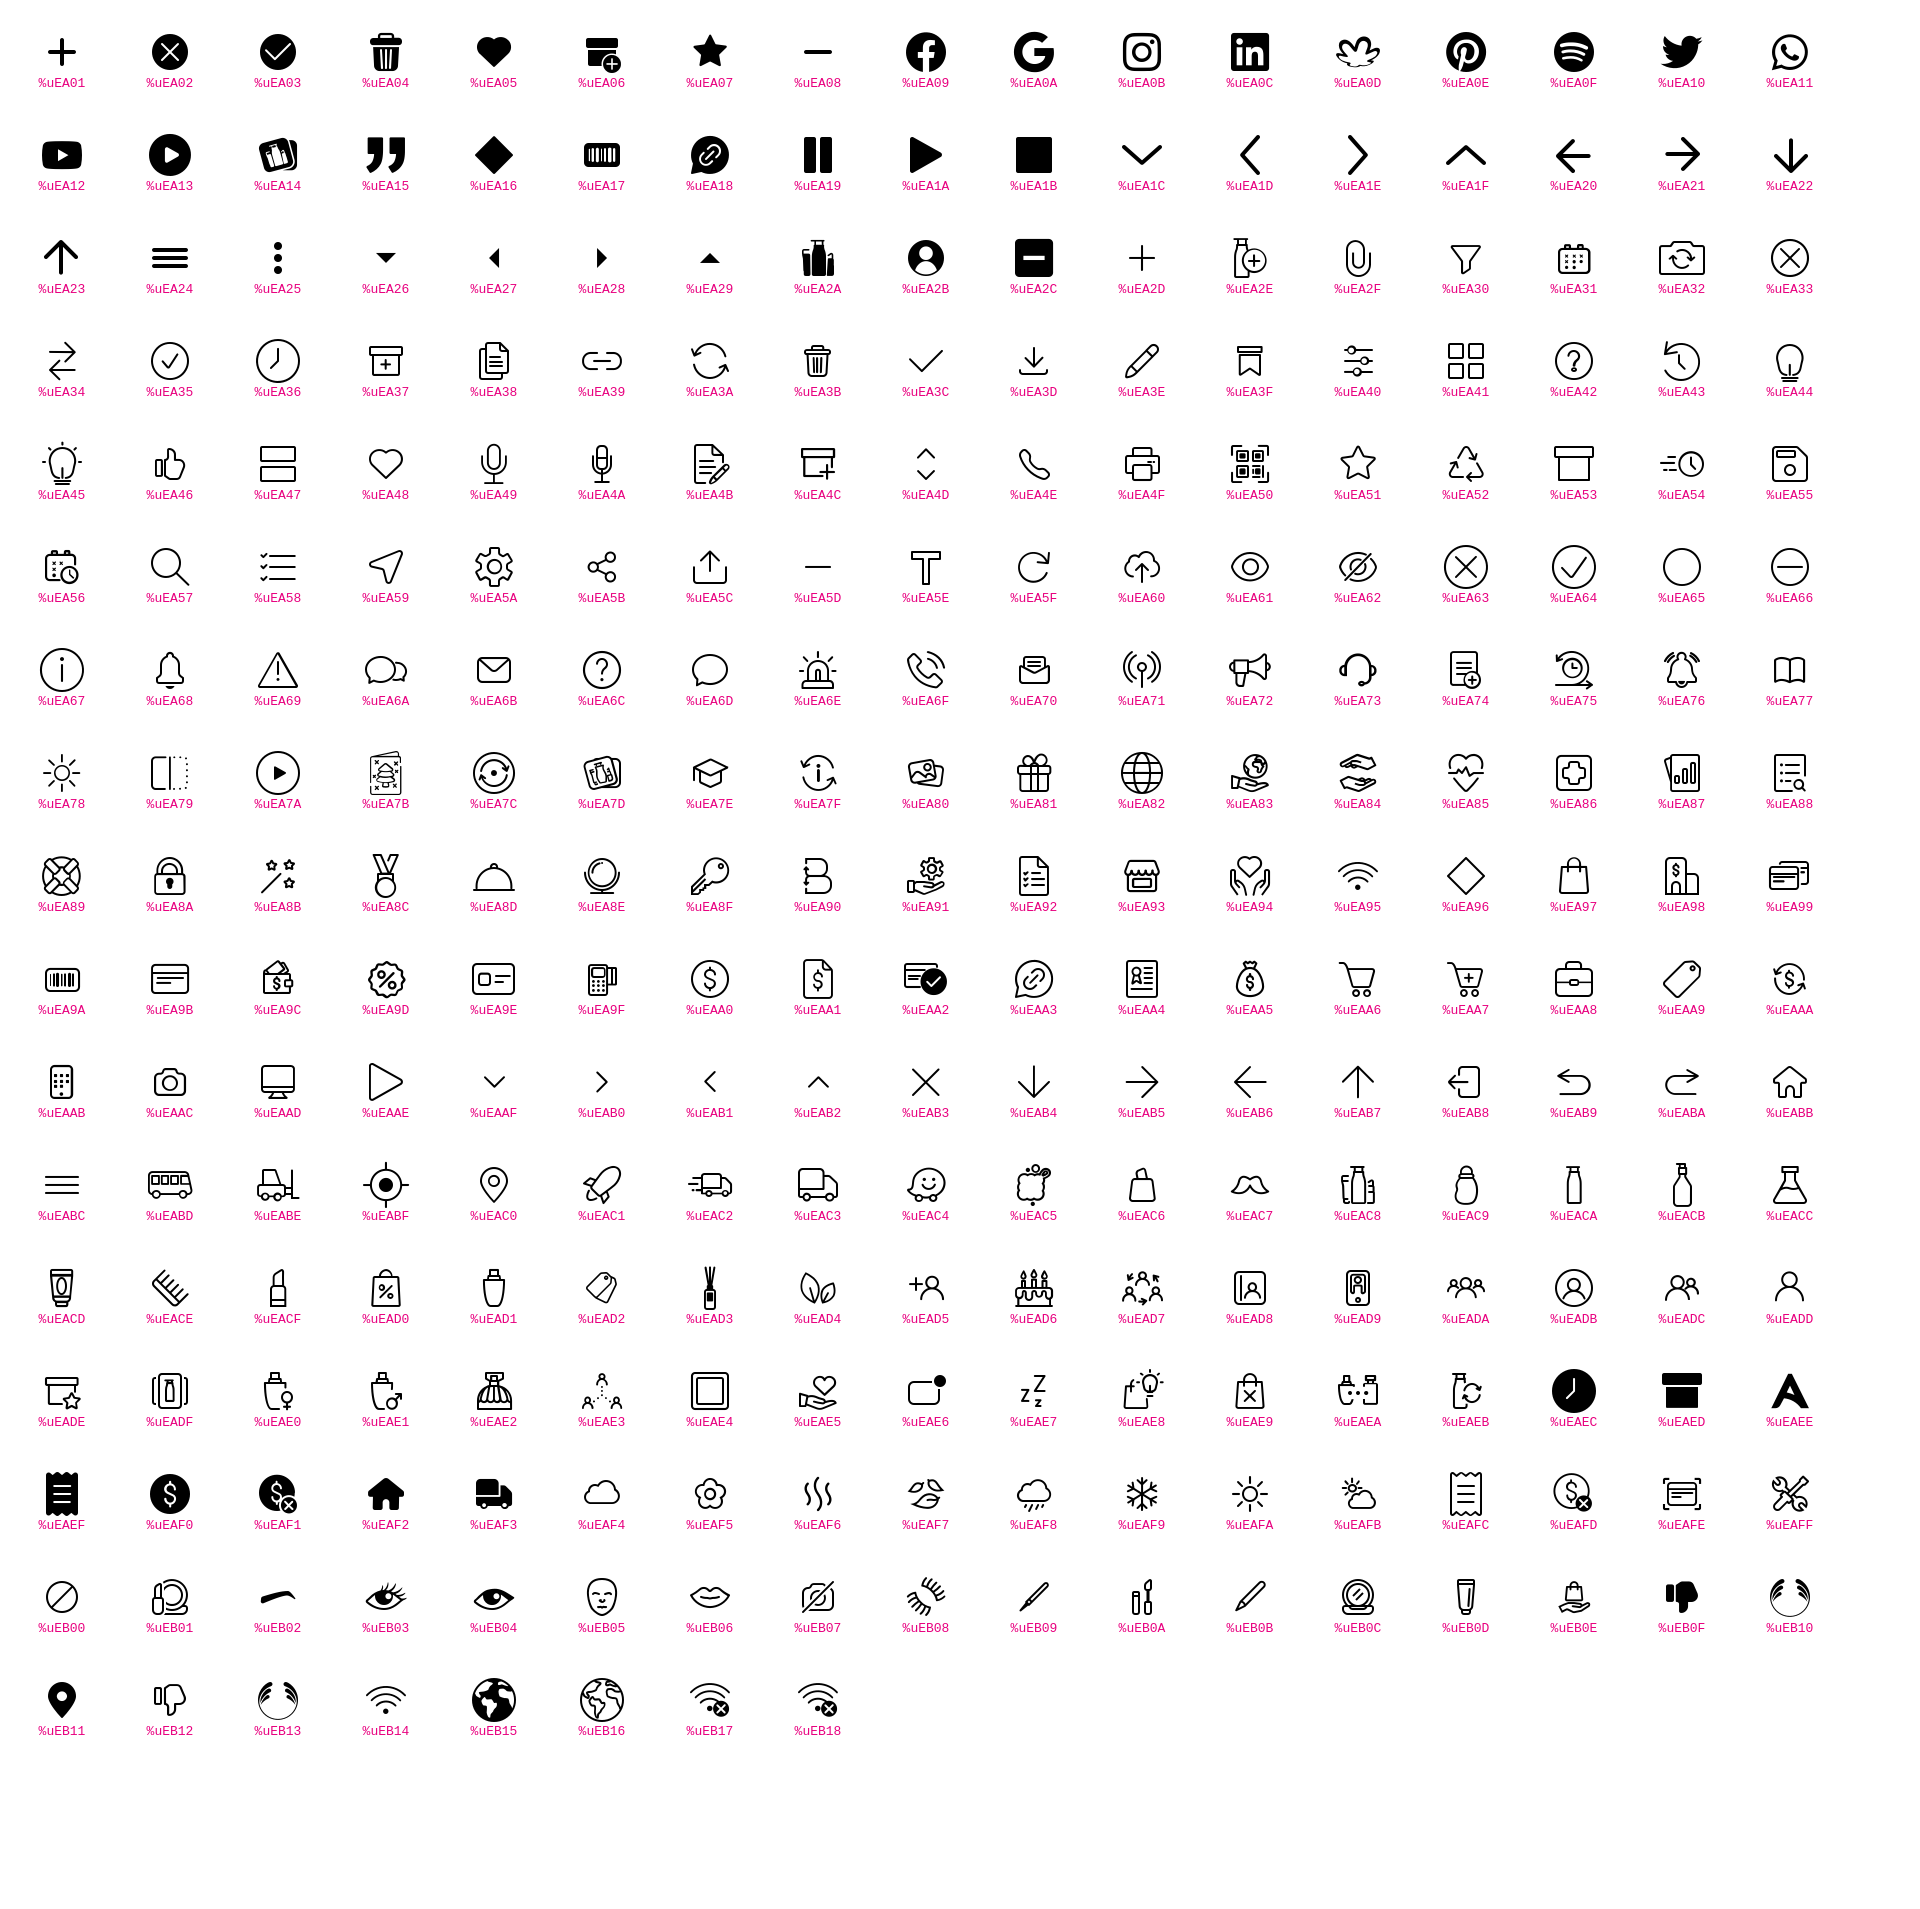 %uEA01 %uEA02 %uEA03 %uEA04 %uEA05 %uEA06 %uEA07 %uEA08 %uEA09 %uEA0A %uEA0B %uEA0C %uEA0D %uEA0E %uEA0F %uEA10 %uEA11
%uEA12 %uEA13 %uEA14 %uEA15 %uEA16 %uEA17 %uEA18 %uEA19 %uEA1A %uEA1B %uEA1C %uEA1D %uEA1E %uEA1F %uEA20 %uEA21 %uEA22
%uEA23 %uEA24 %uEA25 %uEA26 %uEA27 %uEA28 %uEA29 %uEA2A %uEA2B %uEA2C %uEA2D %uEA2E %uEA2F %uEA30 %uEA31 %uEA32 %uEA33
%uEA34 %uEA35 %uEA36 %uEA37 %uEA38 %uEA39 %uEA3A %uEA3B %uEA3C %uEA3D %uEA3E %uEA3F %uEA40 %uEA41 %uEA42 %uEA43 %uEA44
%uEA45 %uEA46 %uEA47 %uEA48 %uEA49 %uEA4A %uEA4B %uEA4C %uEA4D %uEA4E %uEA4F %uEA50 %uEA51 %uEA52 %uEA53 %uEA54 %uEA55
%uEA56 %uEA57 %uEA58 %uEA59 %uEA5A %uEA5B %uEA5C %uEA5D %uEA5E %uEA5F %uEA60 %uEA61 %uEA62 %uEA63 %uEA64 %uEA65 %uEA66
%uEA67 %uEA68 %uEA69 %uEA6A %uEA6B %uEA6C %uEA6D %uEA6E %uEA6F %uEA70 %uEA71 %uEA72 %uEA73 %uEA74 %uEA75 %uEA76 %uEA77
%uEA78 %uEA79 %uEA7A %uEA7B %uEA7C %uEA7D %uEA7E %uEA7F %uEA80 %uEA81 %uEA82 %uEA83 %uEA84 %uEA85 %uEA86 %uEA87 %uEA88
%uEA89 %uEA8A %uEA8B %uEA8C %uEA8D %uEA8E %uEA8F %uEA90 %uEA91 %uEA92 %uEA93 %uEA94 %uEA95 %uEA96 %uEA97 %uEA98 %uEA99
%uEA9A %uEA9B %uEA9C %uEA9D %uEA9E %uEA9F %uEAA0 %uEAA1 %uEAA2 %uEAA3 %uEAA4 %uEAA5 %uEAA6 %uEAA7 %uEAA8 %uEAA9 %uEAAA
%uEAAB %uEAAC %uEAAD %uEAAE %uEAAF %uEAB0 %uEAB1 %uEAB2 %uEAB3 %uEAB4 %uEAB5 %uEAB6 %uEAB7 %uEAB8 %uEAB9 %uEABA %uEABB
%uEABC %uEABD %uEABE %uEABF %uEAC0 %uEAC1 %uEAC2 %uEAC3 %uEAC4 %uEAC5 %uEAC6 %uEAC7 %uEAC8 %uEAC9 %uEACA %uEACB %uEACC
%uEACD %uEACE %uEACF %uEAD0 %uEAD1 %uEAD2 %uEAD3 %uEAD4 %uEAD5 %uEAD6 %uEAD7 %uEAD8 %uEAD9 %uEADA %uEADB %uEADC %uEADD
%uEADE %uEADF %uEAE0 %uEAE1 %uEAE2 %uEAE3 %uEAE4 %uEAE5 %uEAE6 %uEAE7 %uEAE8 %uEAE9 %uEAEA %uEAEB %uEAEC %uEAED %uEAEE
%uEAEF %uEAF0 %uEAF1 %uEAF2 %uEAF3 %uEAF4 %uEAF5 %uEAF6 %uEAF7 %uEAF8 %uEAF9 %uEAFA %uEAFB %uEAFC %uEAFD %uEAFE %uEAFF
%uEB00 %uEB01 %uEB02 %uEB03 %uEB04 %uEB05 %uEB06 %uEB07 %uEB08 %uEB09 %uEB0A %uEB0B %uEB0C %uEB0D %uEB0E %uEB0F %uEB10
%uEB11 %uEB12 %uEB13 %uEB14 %uEB15 %uEB16 %uEB17 %uEB18